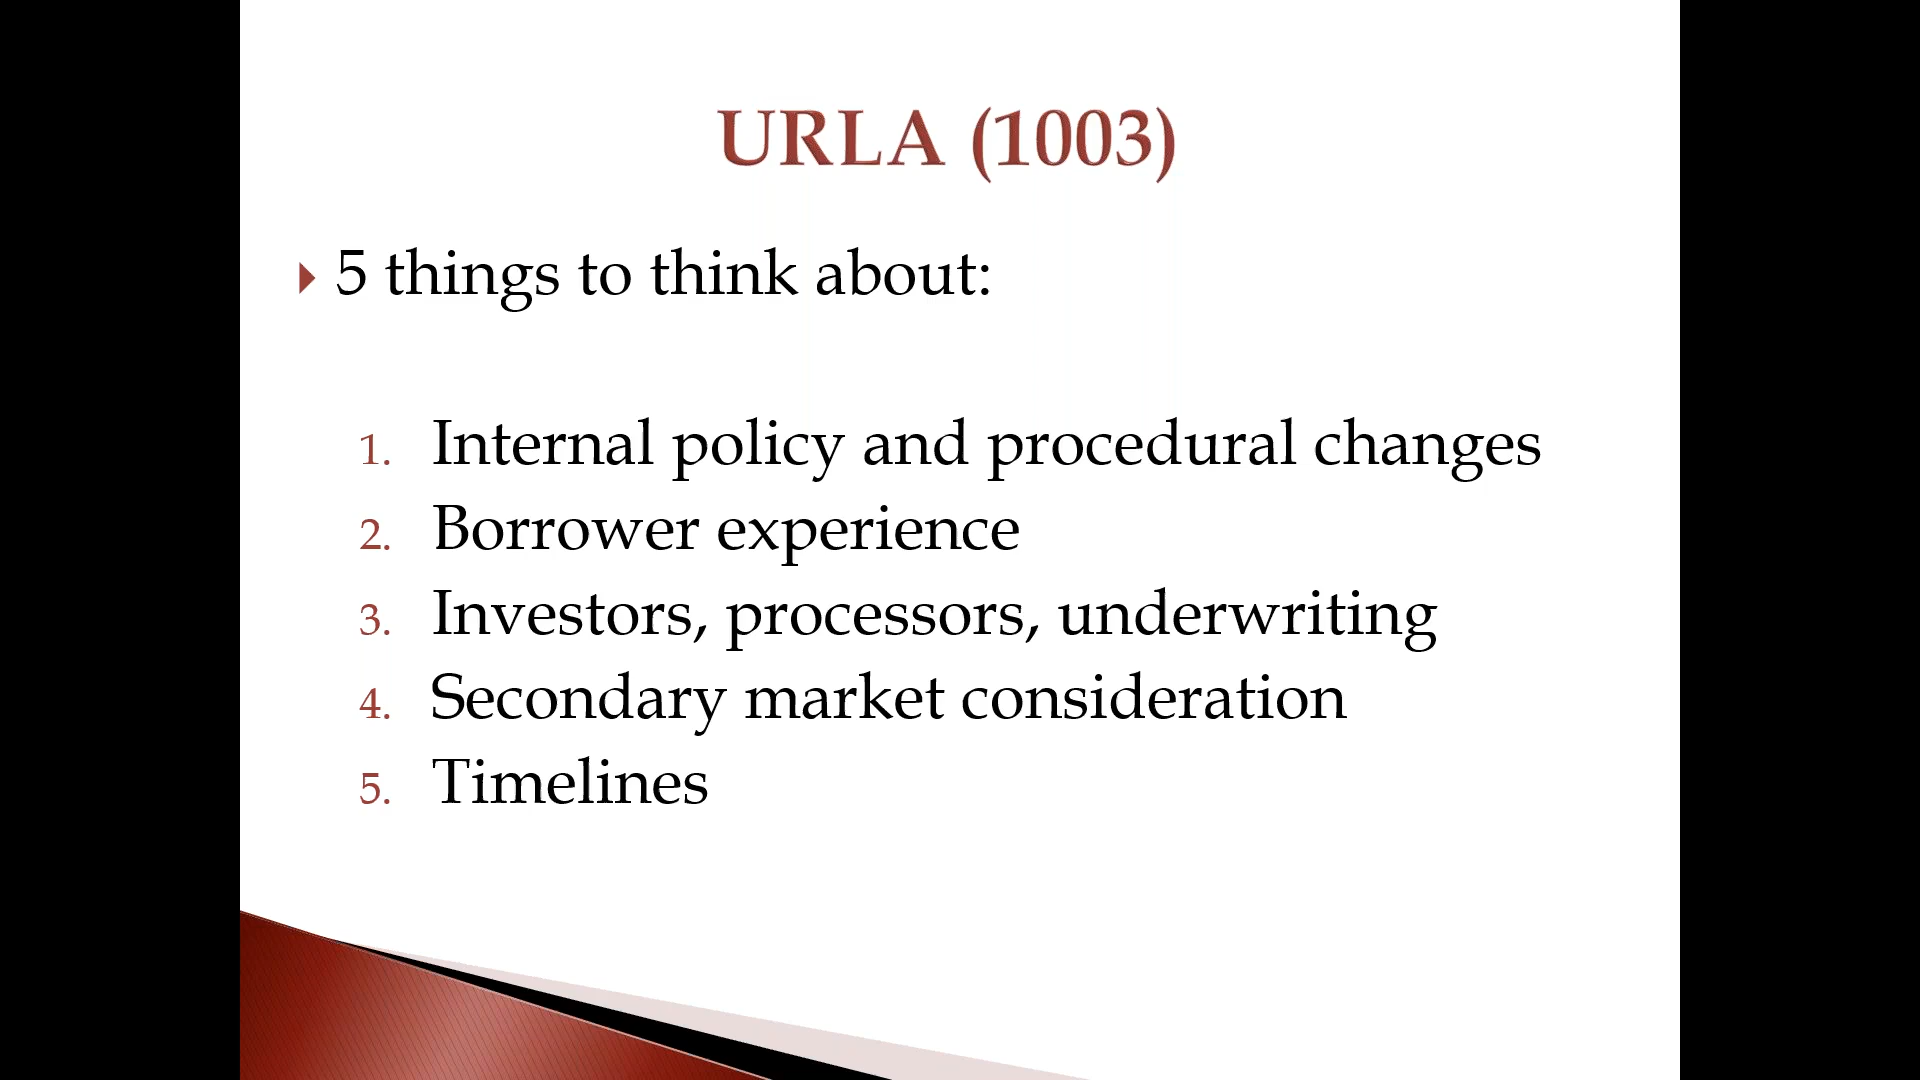 URLA (1003)
5 things to think about:
1. Internal policy and procedural changes
2. Borrower experience
3. Investors, processors, underwriting
4. Secondary market consideration
5. Timelines